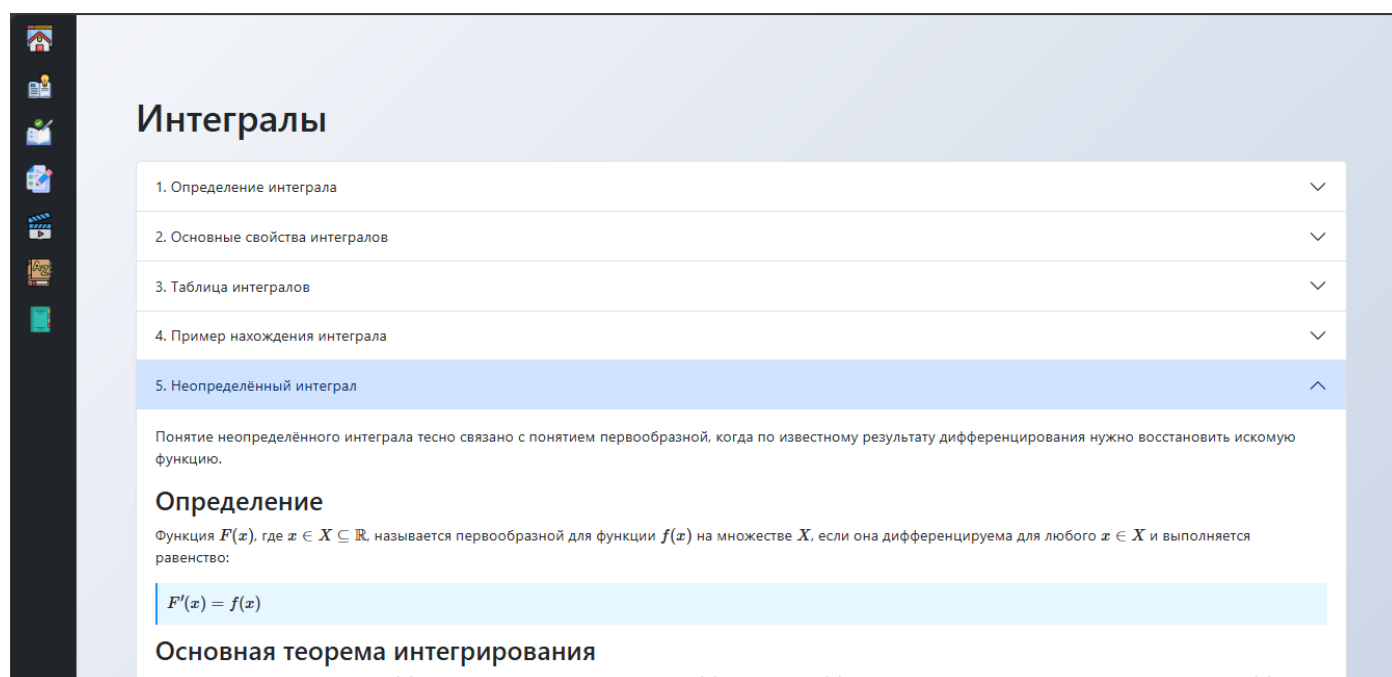 Интегралы
1. Определение интеграла
2. Основные свойства интегралов
3. Таблица интегралов
4. Пример нахождения интеграла
5. Неопределённый интеграл
Понятие неопределённого интеграла тесно связано с понятием первообразной, когда по известному результату дифференцирования нужно восстановить искомую
функцию.
Определение
Функция F(x), где x ∈ X ⊆ ℝ, называется первообразной для функции f(x) на множестве X, если она дифференцируема для любого x ∈ X и выполняется
равенство:
F′(x) = f(x)
Основная теорема интегрирования